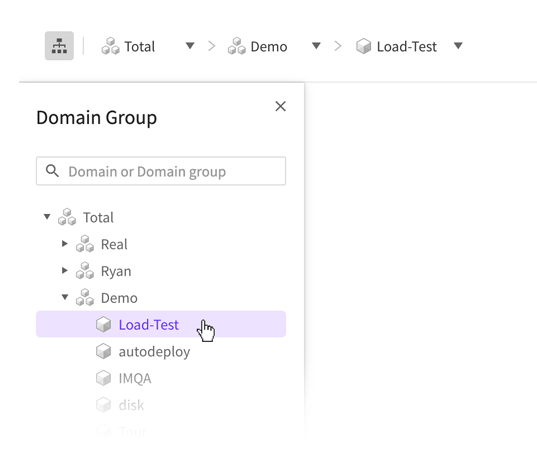 Total Demo Load-Test
Domain Group
Domain or Domain group
Total
Real
Ryan
Demo
Load-Test
autodeploy
IMQA
disk